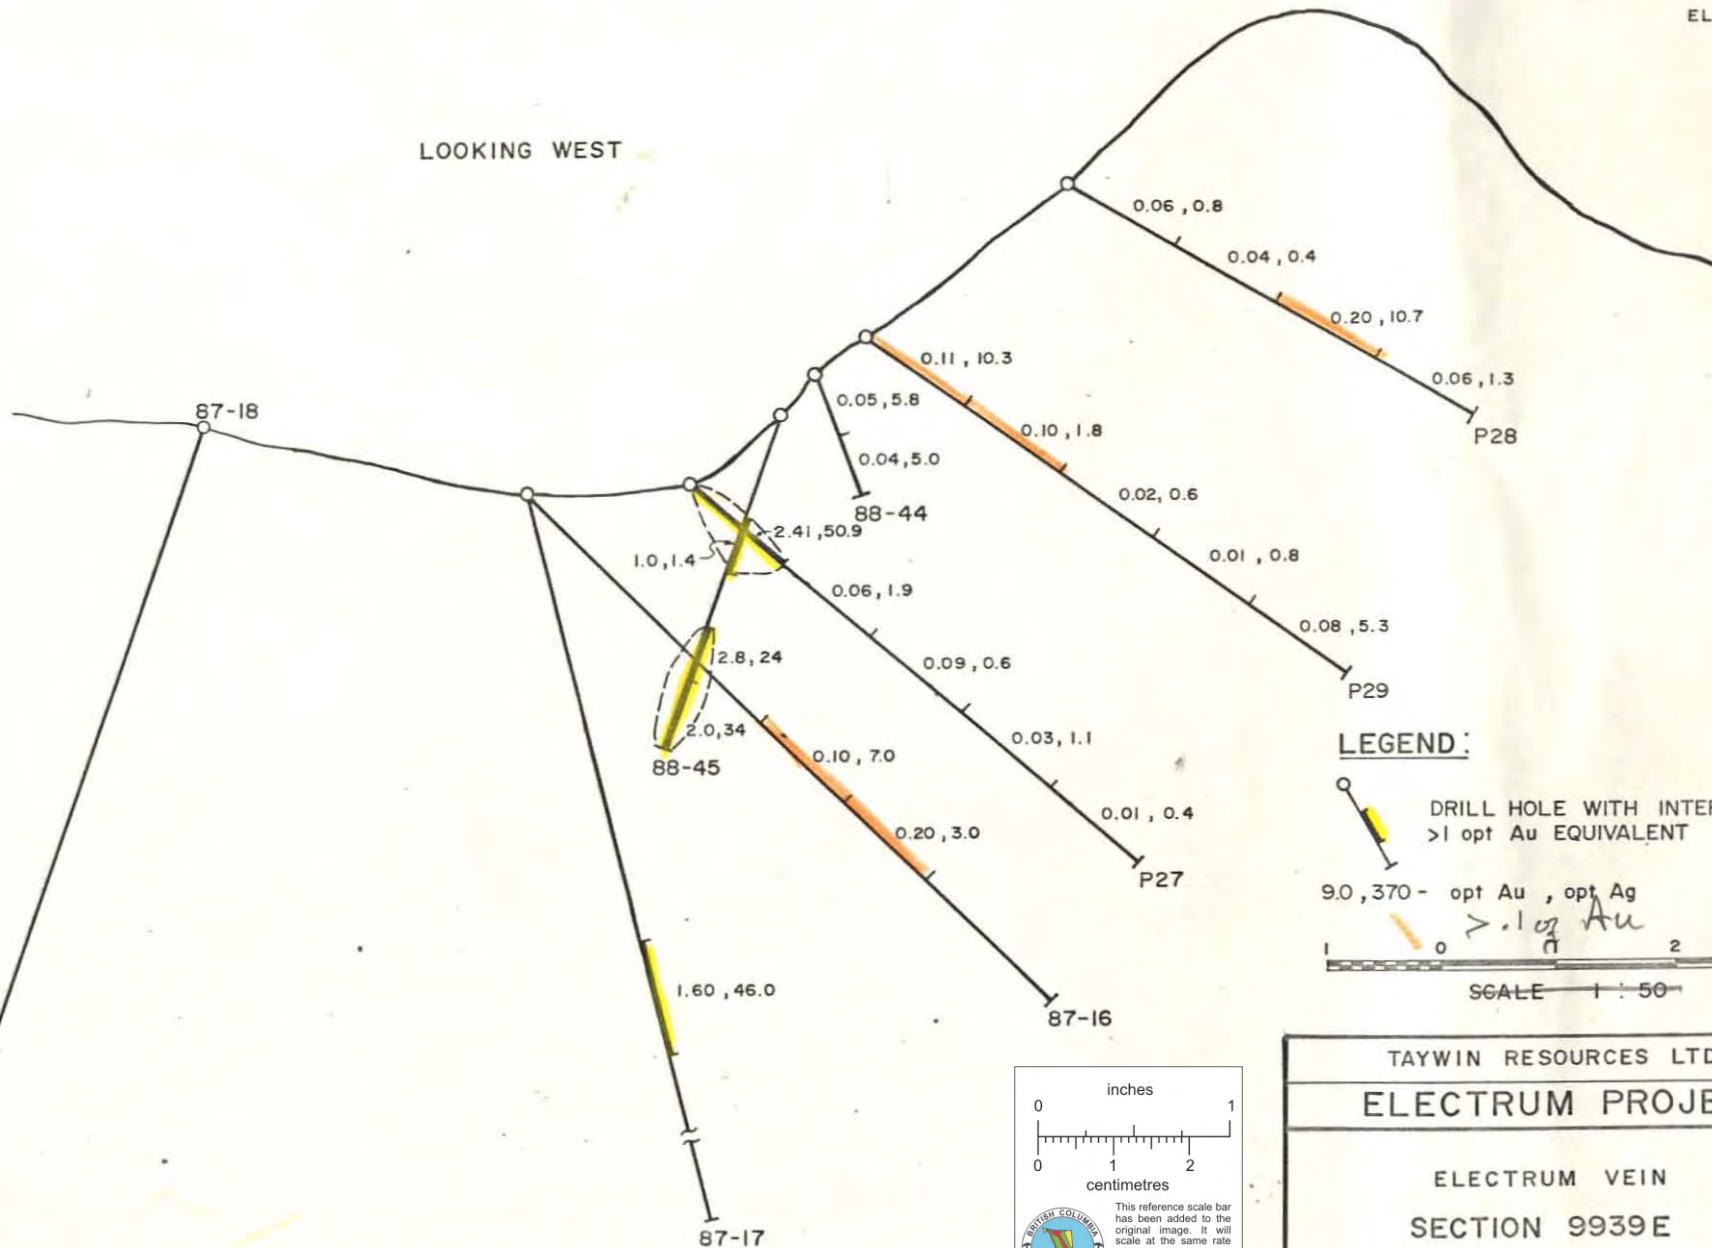 EL
LOOKING WEST
0.06, 0.8
0.04, 0.4
0.20, 10.7
0.06, 1.3
P28
0.11, 10.3
0.10, 1.8
0.02, 0.6
0.01, 0.8
0.08, 5.3
P29
0.05, 5.8
0.04, 5.0
88-44
87-18
2.41, 50.9
1.0, 1.4
0.06, 1.9
0.09, 0.6
0.03, 1.1
0.01, 0.4
P27
2.8, 24
2.0, 34
88-45
0.10, 7.0
0.20, 3.0
87-16
1.60, 46.0
87-17
LEGEND:
DRILL HOLE WITH INTER
>1 opt Au EQUIVALENT
9.0, 370 - opt Au, opt Ag
> .1 oz Au
1 0 2
SCALE 1 : 50
TAYWIN RESOURCES LTD
ELECTRUM PROJE
ELECTRUM VEIN
SECTION 9939E
inches
0 1
0 1 2
centimetres
This reference scale bar
has been added to the
original image. It will
scale at the same rate
BRITISH COLUMBIA